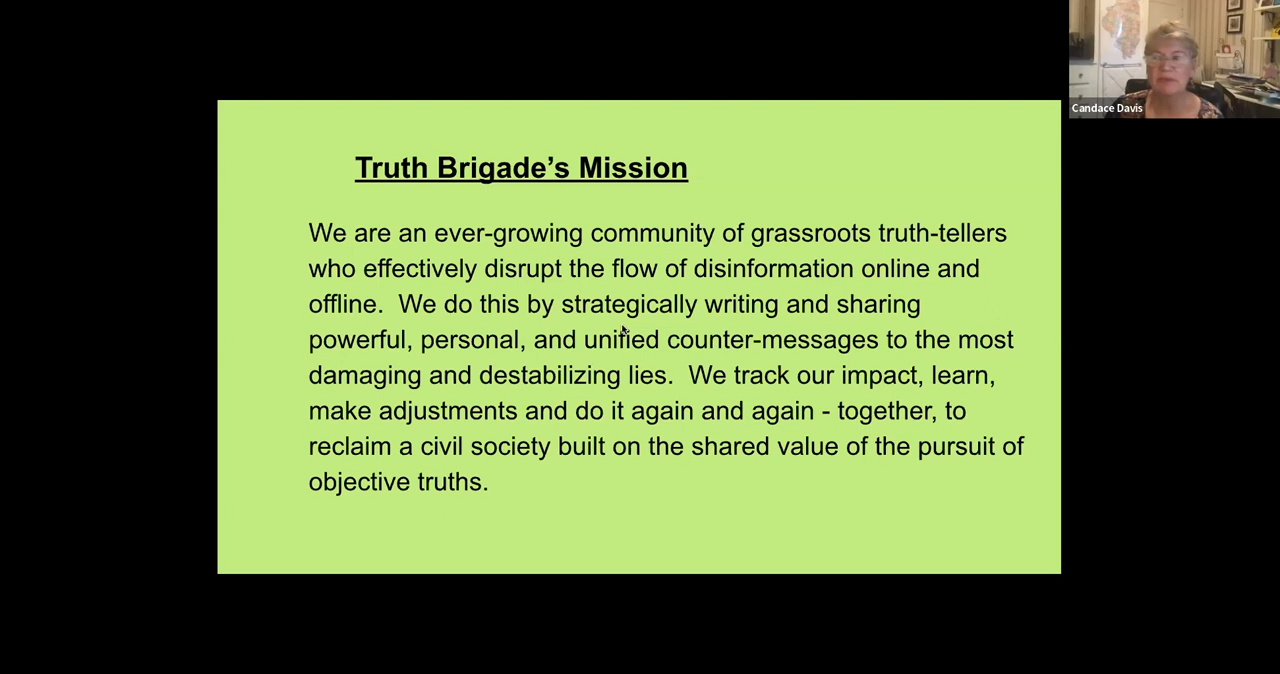 Truth Brigade’s Mission
We are an ever-growing community of grassroots truth-tellers
who effectively disrupt the flow of disinformation online and
offline.  We do this by strategically writing and sharing
powerful, personal, and unified counter-messages to the most
damaging and destabilizing lies.  We track our impact, learn,
make adjustments and do it again and again - together, to
reclaim a civil society built on the shared value of the pursuit of
objective truths.
Candace Davis